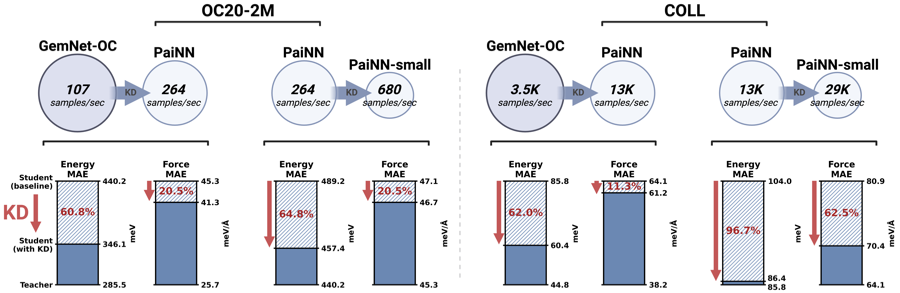 OC20-2M
COLL
GemNet-OC
PaiNN
107
samples/sec
KD
264
samples/sec
PaiNN
PaiNN-small
264
samples/sec
KD
680
samples/sec
GemNet-OC
PaiNN
3.5K
samples/sec
KD
13K
samples/sec
PaiNN
PaiNN-small
13K
samples/sec
KD
29K
samples/sec
Student
(baseline)
KD
Student
(with KD)
Teacher
Energy
MAE
440.2
60.8%
346.1
285.5
meV
Force
MAE
45.3
20.5%
41.3
25.7
meV/Å
Energy
MAE
489.2
64.8%
457.4
440.2
meV
Force
MAE
47.1
20.5%
46.7
45.3
meV/Å
Energy
MAE
85.8
62.0%
60.4
44.8
meV
Force
MAE
64.1
11.3%
61.2
38.2
meV/Å
Energy
MAE
104.0
96.7%
86.4
85.8
meV
Force
MAE
80.9
62.5%
70.4
64.1
meV/Å